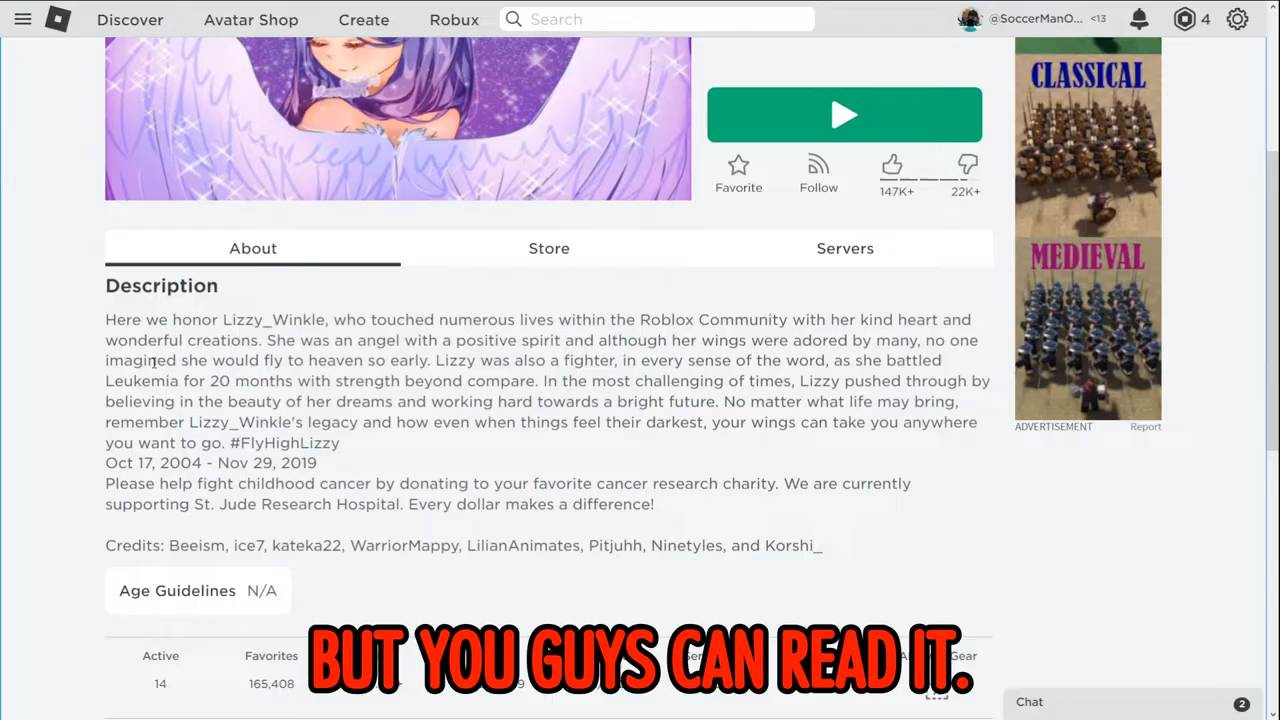 Discover Avatar Shop Create Robux Search @SoccerManO... <13 4
CLASSICAL
MEDIEVAL
Favorite Follow 147K+ 22K+
ADVERTISEMENT Report
About Store Servers
Description
Here we honor Lizzy_Winkle, who touched numerous lives within the Roblox Community with her kind heart and
wonderful creations. She was an angel with a positive spirit and although her wings were adored by many, no one
imagined she would fly to heaven so early. Lizzy was also a fighter, in every sense of the word, as she battled
Leukemia for 20 months with strength beyond compare. In the most challenging of times, Lizzy pushed through by
believing in the beauty of her dreams and working hard towards a bright future. No matter what life may bring,
remember Lizzy_Winkle's legacy and how even when things feel their darkest, your wings can take you anywhere
you want to go. #FlyHighLizzy
Oct 17, 2004 - Nov 29, 2019
Please help fight childhood cancer by donating to your favorite cancer research charity. We are currently
supporting St. Jude Research Hospital. Every dollar makes a difference!
Credits: Beeism, ice7, kateka22, WarriorMappy, LilianAnimates, Pitjuhh, Ninetyles, and Korshi_
Age Guidelines N/A
Active Favorites Gear
14 165,408
BUT YOU GUYS CAN READ IT.
Chat 2